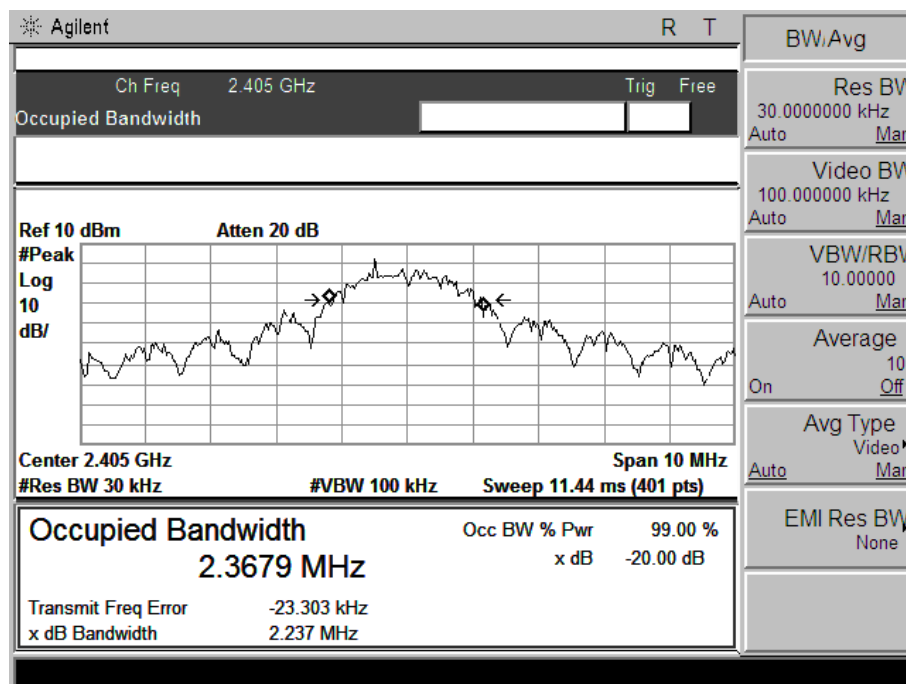 Agilent R T
Ch Freq 2.405 GHz Trig Free
Occupied Bandwidth
Ref 10 dBm Atten 20 dB
#Peak
Log
10
dB/
Center 2.405 GHz Span 10 MHz
#Res BW 30 kHz #VBW 100 kHz Sweep 11.44 ms (401 pts)
Occupied Bandwidth
2.3679 MHz
Occ BW % Pwr 99.00 %
x dB -20.00 dB
Transmit Freq Error -23.303 kHz
x dB Bandwidth 2.237 MHz
BW/Avg
Res BW
30.0000000 kHz
Auto Man
Video BW
100.000000 kHz
Auto Man
VBW/RBW
10.00000
Auto Man
Average
10
On Off
Avg Type
Video
Auto Man
EMI Res BW
None